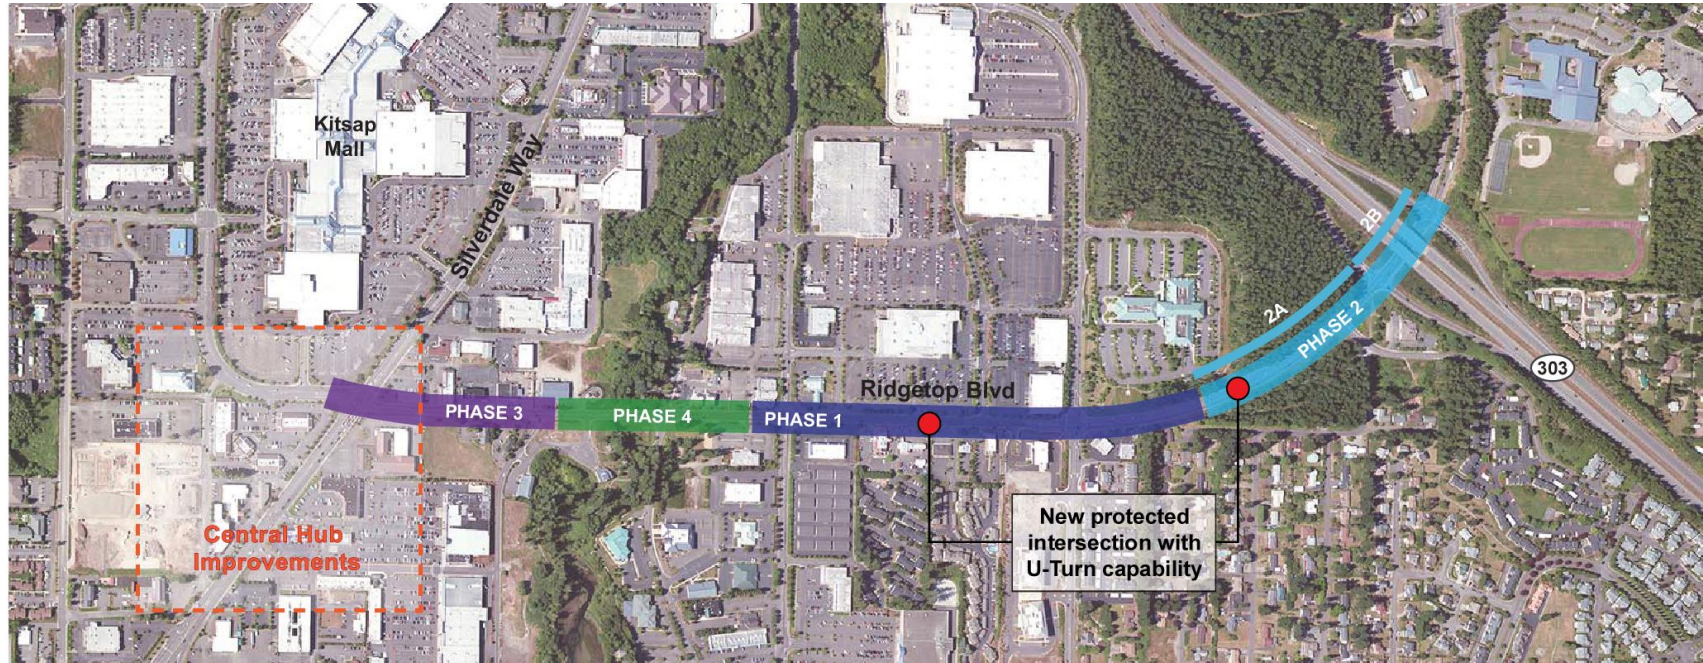 Kitsap
Mall
Silverdale Way
2B
2A
PHASE 2
303
Ridgetop Blvd
PHASE 3
PHASE 4
PHASE 1
New protected
intersection with
U-Turn capability
Central Hub
Improvements